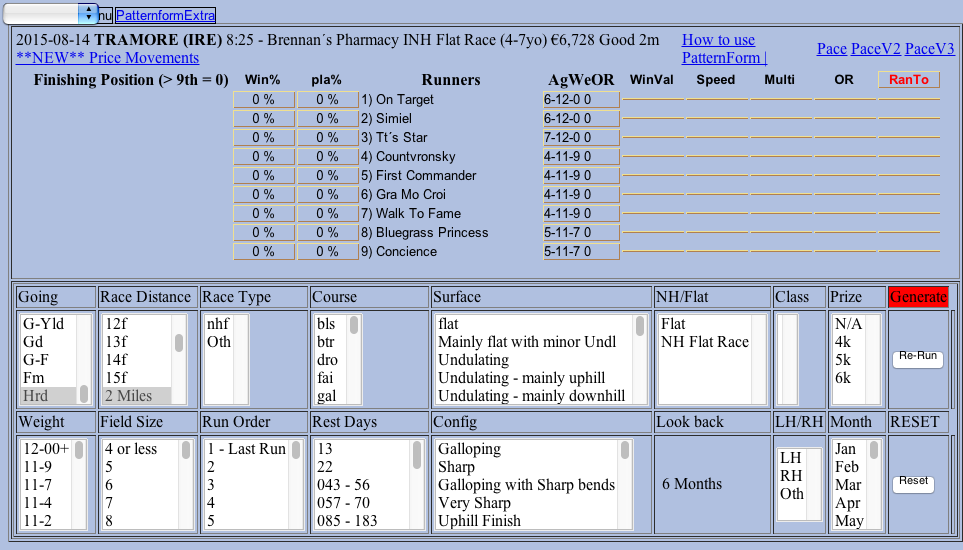 nu PatternformExtra
2015-08-14 TRAMORE (IRE) 8:25 - Brennan´s Pharmacy INH Flat Race (4-7yo) €6,728 Good 2m
**NEW** Price Movements
How to use
PatternForm |
Pace PaceV2 PaceV3
Finishing Position (> 9th = 0) Win% pla% Runners AgWeOR WinVal Speed Multi OR RanTo
0 % 0 % 1) On Target 6-12-0 0
0 % 0 % 2) Simiel 6-12-0 0
0 % 0 % 3) Tt´s Star 7-12-0 0
0 % 0 % 4) Countvronsky 4-11-9 0
0 % 0 % 5) First Commander 4-11-9 0
0 % 0 % 6) Gra Mo Croi 4-11-9 0
0 % 0 % 7) Walk To Fame 4-11-9 0
0 % 0 % 8) Bluegrass Princess 5-11-7 0
0 % 0 % 9) Concience 5-11-7 0
Going Race Distance Race Type Course Surface NH/Flat Class Prize Generate
G-Yld 12f nhf bls flat Flat N/A
Gd 13f Oth btr Mainly flat with minor Undl NH Flat Race 4k
G-F 14f dro Undulating 5k Re-Run
Fm 15f fai Undulating - mainly uphill 6k
Hrd 2 Miles gal Undulating - mainly downhill
Weight Field Size Run Order Rest Days Config Look back LH/RH Month RESET
12-00+ 4 or less 1 - Last Run 13 Galloping LH Jan
11-9 5 2 22 Sharp RH Feb
11-7 6 3 043 - 56 Galloping with Sharp bends 6 Months Oth Mar Reset
11-4 7 4 057 - 70 Very Sharp Apr
11-2 8 5 085 - 183 Uphill Finish May